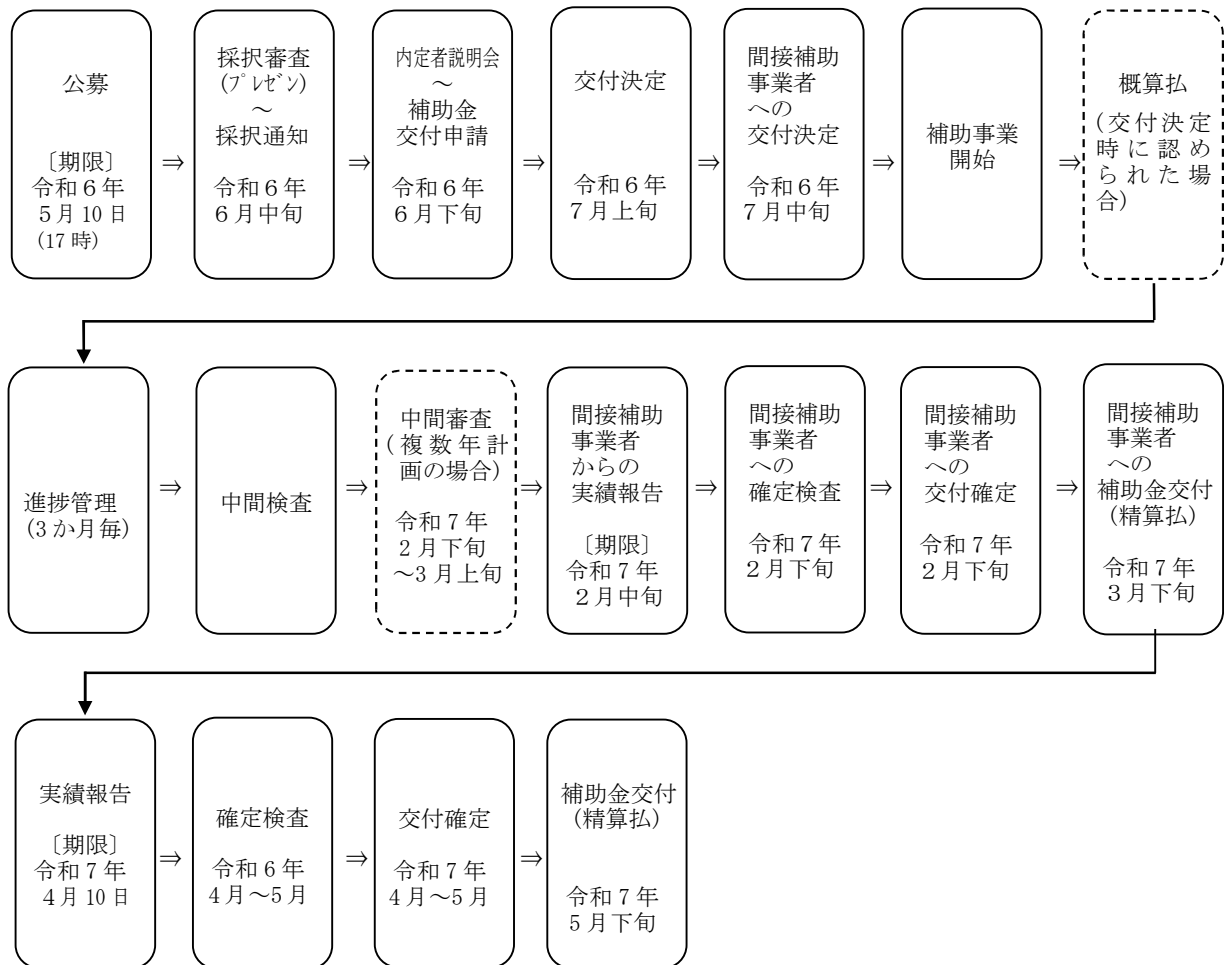 公募
〔期限〕
令和６年
５月 10 日
(17 時)
⇒
採択審査
(ﾌﾟﾚｾﾞﾝ)
～
採択通知
令和６年
６月中旬
⇒
内定者説明会
～
補助金
交付申請
令和６年
６月下旬
⇒
交付決定
令和６年
７月上旬
⇒
間接補助
事業者
への
交付決定
令和６年
７月中旬
⇒
補助事業
開始
⇒
概算払
(交付決定
時に認め
られた場
合)
進捗管理
(3 か月毎)
⇒
中間検査
⇒
中間審査
(複数年計
画の場合)
令和７年
２月下旬
～3 月上旬
⇒
間接補助
事業者
からの
実績報告
〔期限〕
令和７年
２月中旬
⇒
間接補助
事業者
への
確定検査
令和７年
２月下旬
⇒
間接補助
事業者
への
交付確定
令和７年
２月下旬
⇒
間接補助
事業者
への
補助金交付
(精算払)
令和７年
３月下旬
実績報告
〔期限〕
令和７年
４月 10 日
⇒
確定検査
令和６年
4 月～5 月
⇒
交付確定
令和７年
4 月～5 月
⇒
補助金交付
(精算払)
令和７年
５月下旬